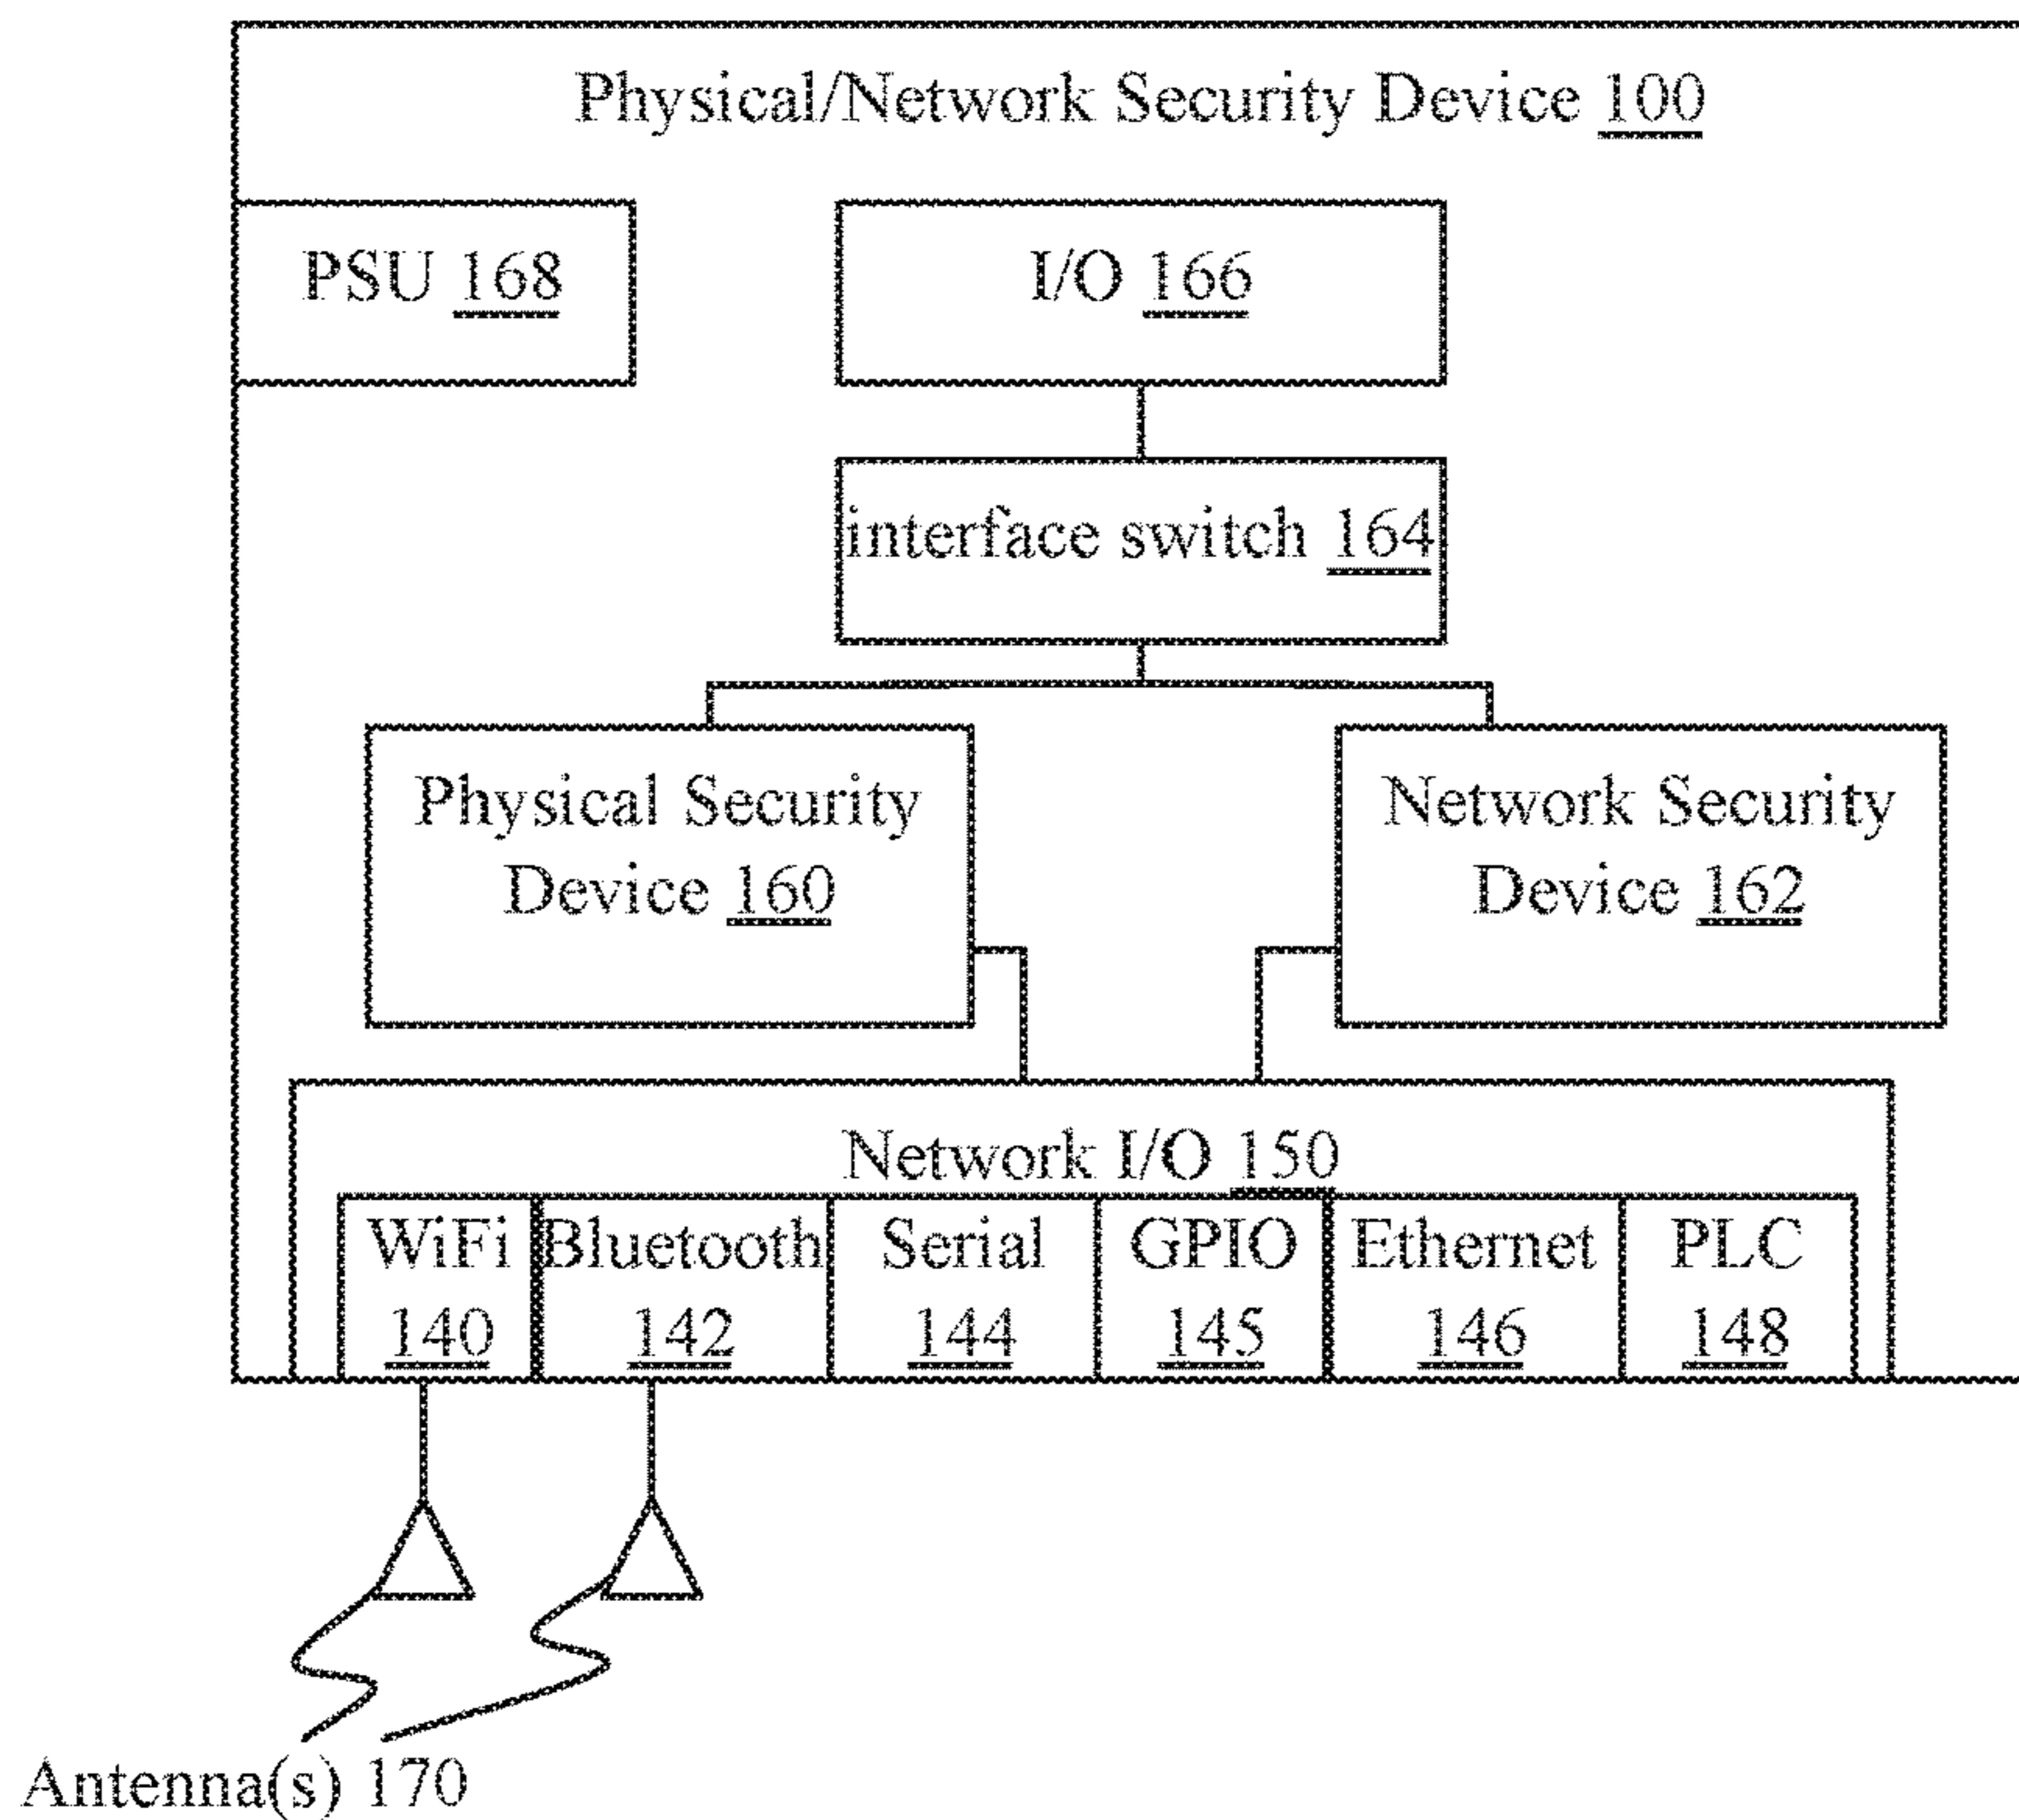 Physical/Network Security Device 100
PSU 168
I/O 166
interface switch 164
Physical Security
Device 160
Network Security
Device 162
Network I/O 150
WiFi
140
Bluetooth
142
Serial
144
GPIO
145
Ethernet
146
PLC
148
Antenna(s) 170